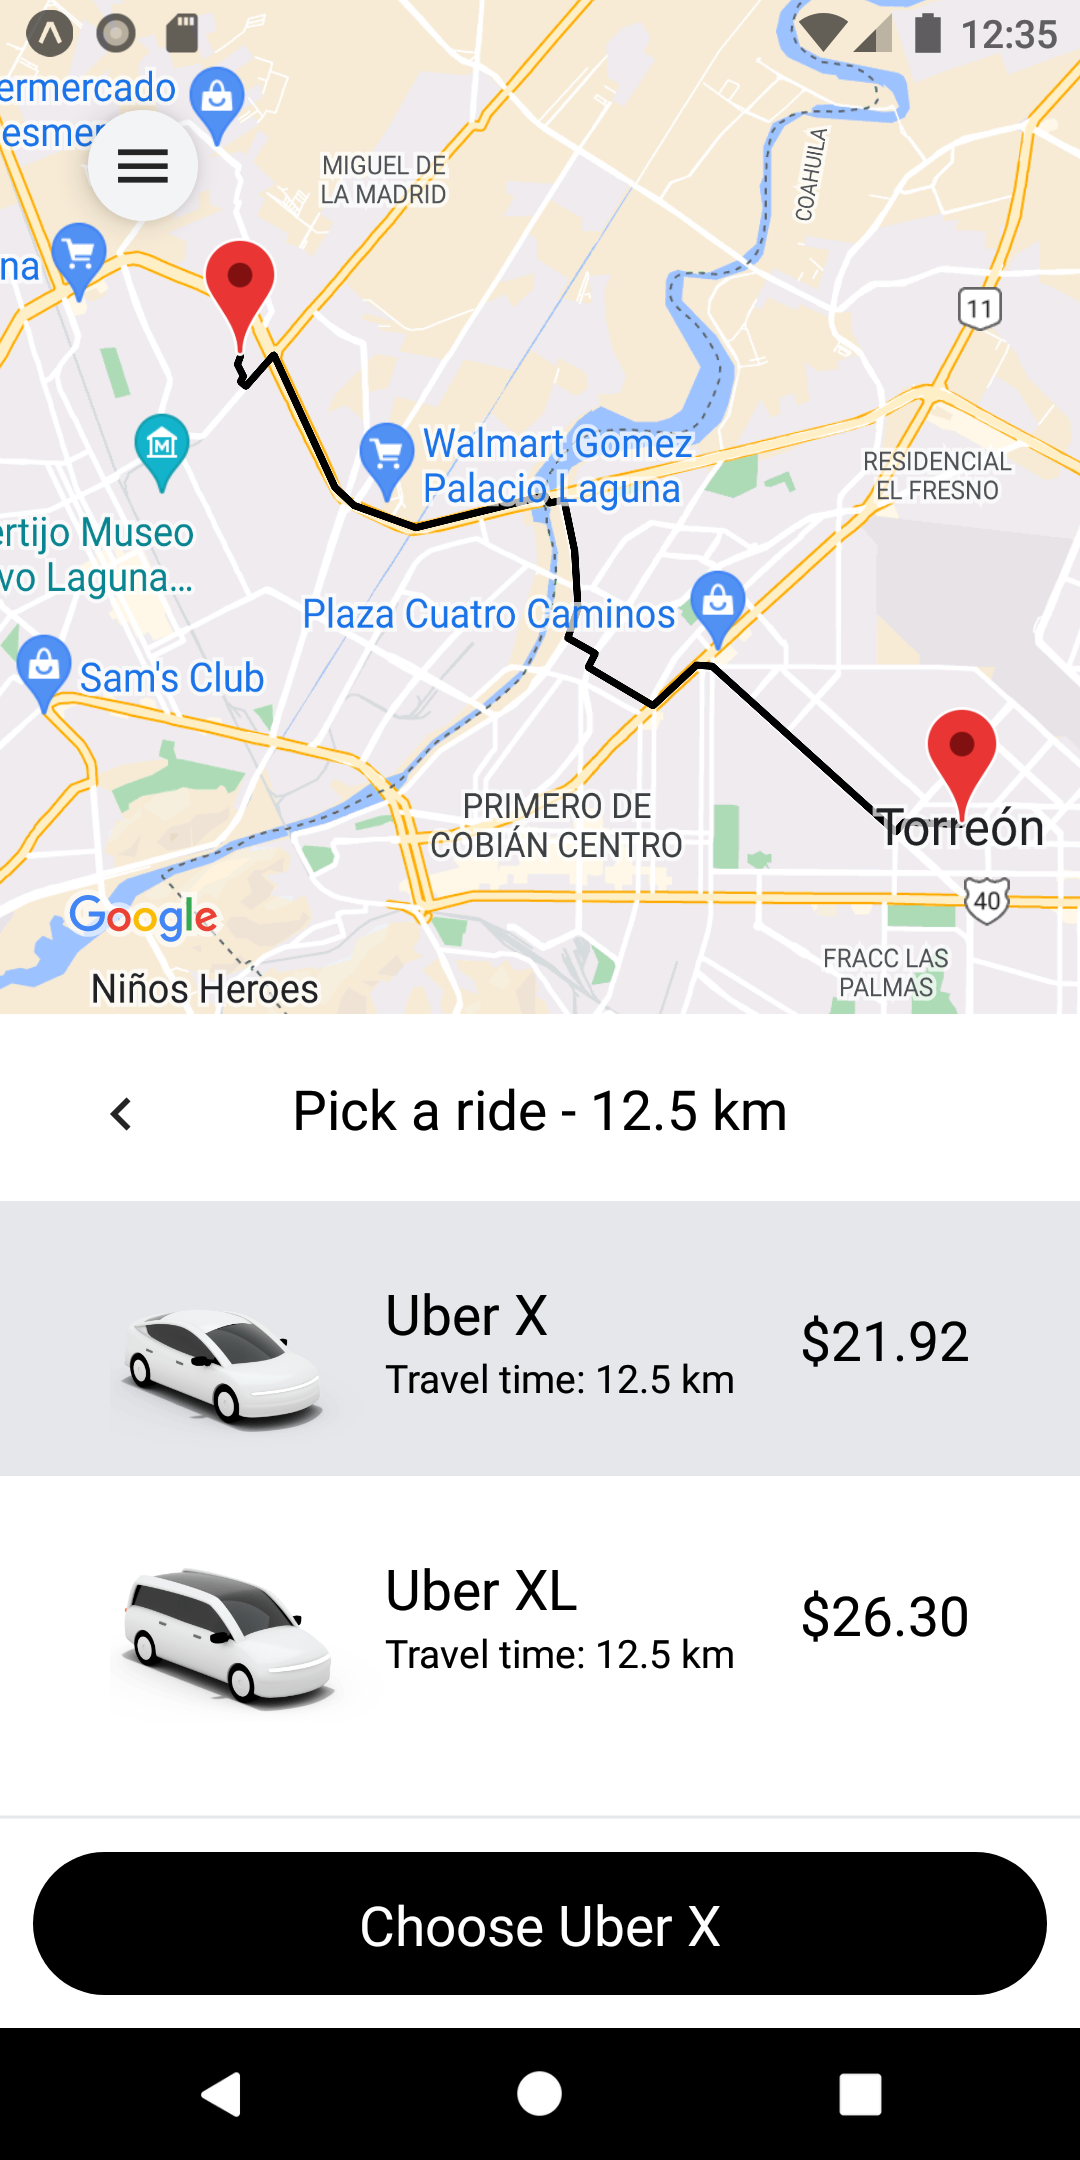 12:35
ermercado
esmer
MIGUEL DE
LA MADRID
COAHUILA
na
11
Walmart Gomez
Palacio Laguna
RESIDENCIAL
EL FRESNO
M
ertijo Museo
vo Laguna...
Plaza Cuatro Caminos
Sam's Club
PRIMERO DE
COBIÁN CENTRO
Torreón
40
Google
FRACC LAS
PALMAS
Niños Heroes
Pick a ride - 12.5 km
Uber X
Travel time: 12.5 km
$21.92
Uber XL
Travel time: 12.5 km
$26.30
Choose Uber X